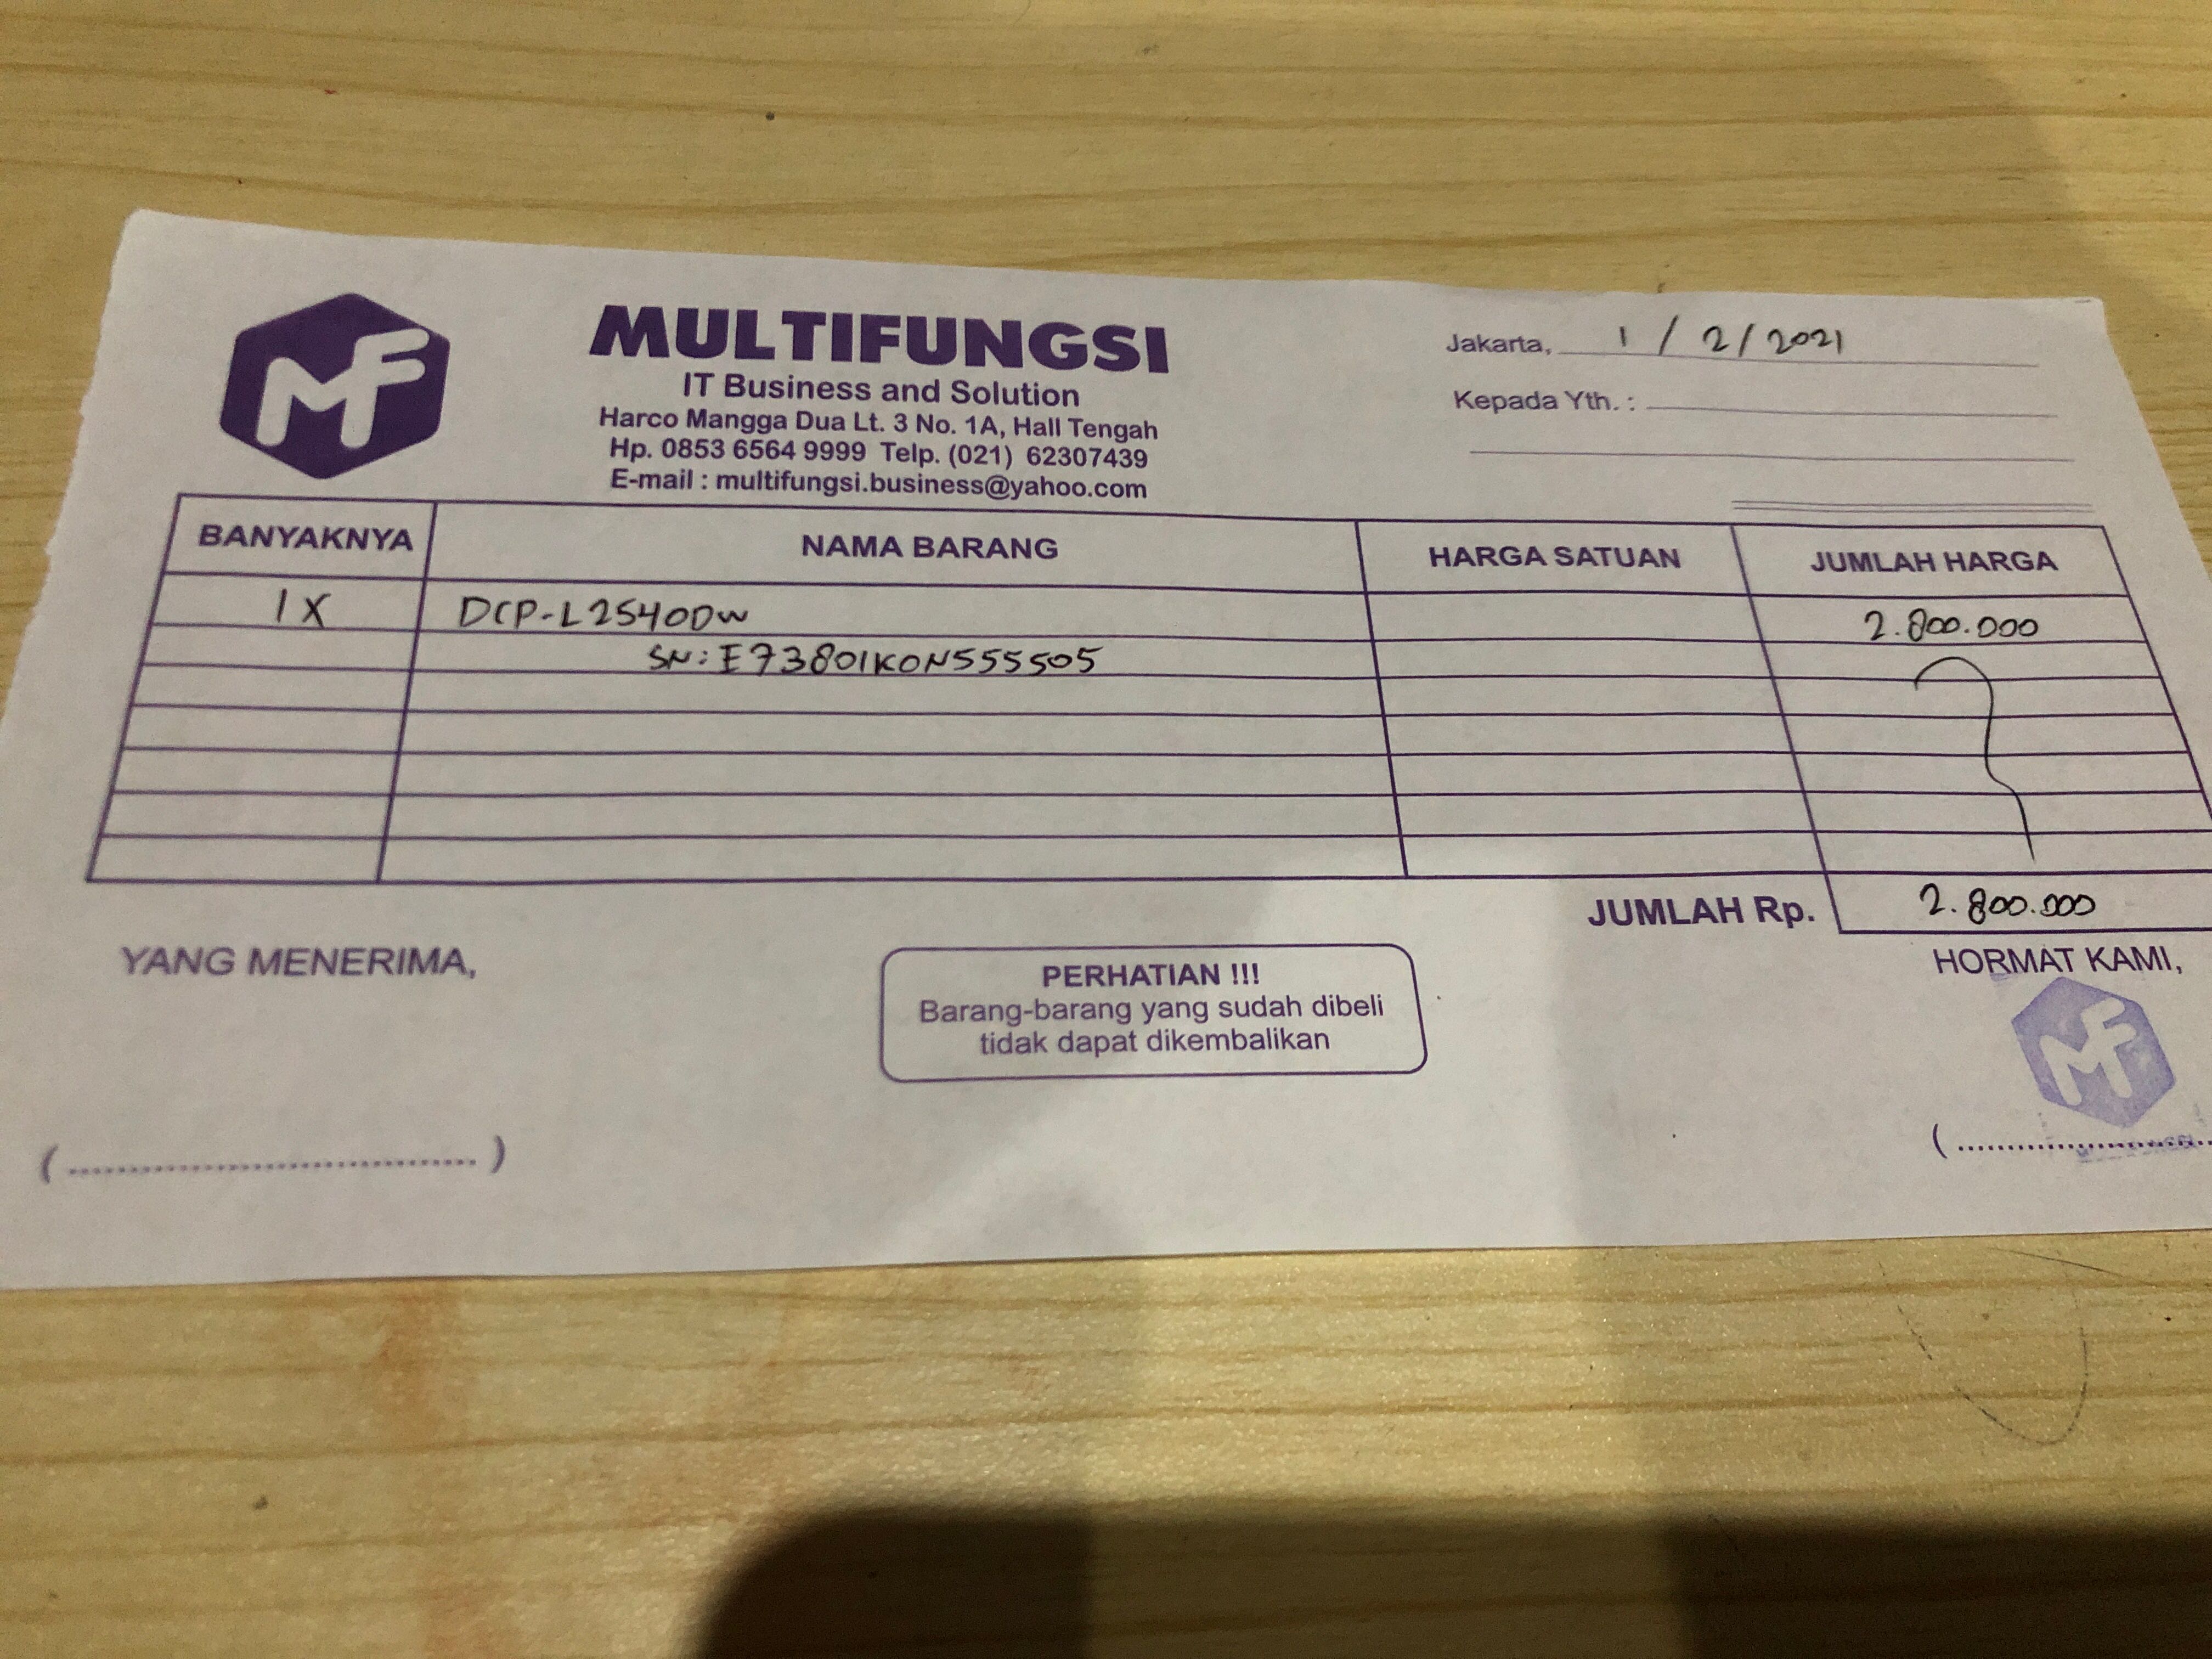 MF
MULTIFUNGSI
IT Business and Solution
Harco Mangga Dua Lt. 3 No. 1A, Hall Tengah
Hp. 0853 6564 9999 Telp. (021) 62307439
E-mail : multifungsi.business@yahoo.com
Jakarta, 1 / 2 / 2021
Kepada Yth. :
BANYAKNYA NAMA BARANG HARGA SATUAN JUMLAH HARGA
1 X DCP-L2540DW 2.800.000
SN: E73801K0N555505
JUMLAH Rp. 2.800.000
YANG MENERIMA,
PERHATIAN !!!
Barang-barang yang sudah dibeli
tidak dapat dikembalikan
HORMAT KAMI,
MF